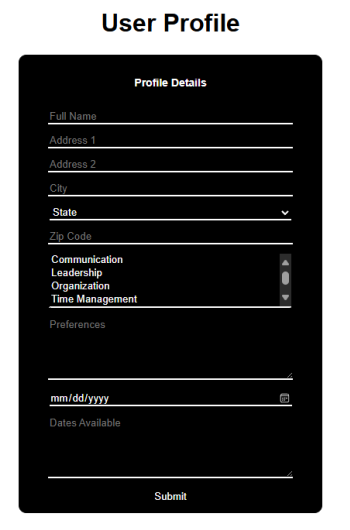 User Profile
Profile Details
Full Name
Address 1
Address 2
City
State
Zip Code
Communication
Leadership
Organization
Time Management
Preferences
mm/dd/yyyy
Dates Available
Submit